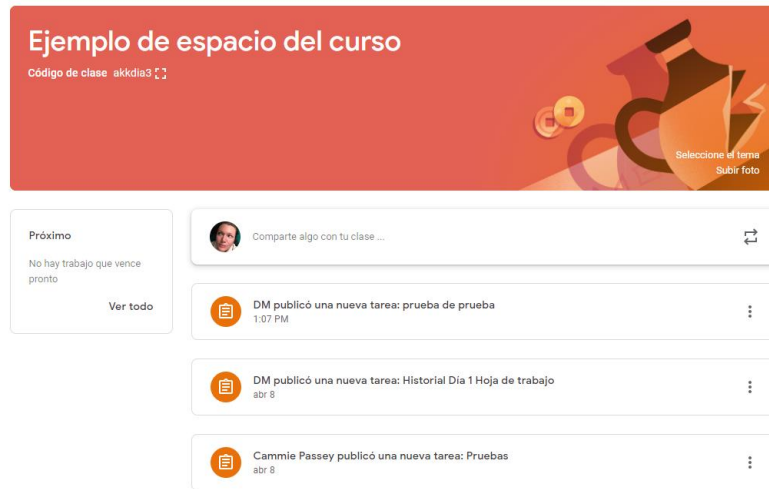 Ejemplo de espacio del curso
Código de clase akkdia3
Seleccione el tema
Subir foto
Próximo
No hay trabajo que vence
pronto
Ver todo
Comparte algo con tu clase ...
DM publicó una nueva tarea: prueba de prueba
1:07 PM
DM publicó una nueva tarea: Historial Día 1 Hoja de trabajo
abr 8
Cammie Passey publicó una nueva tarea: Pruebas
abr 8